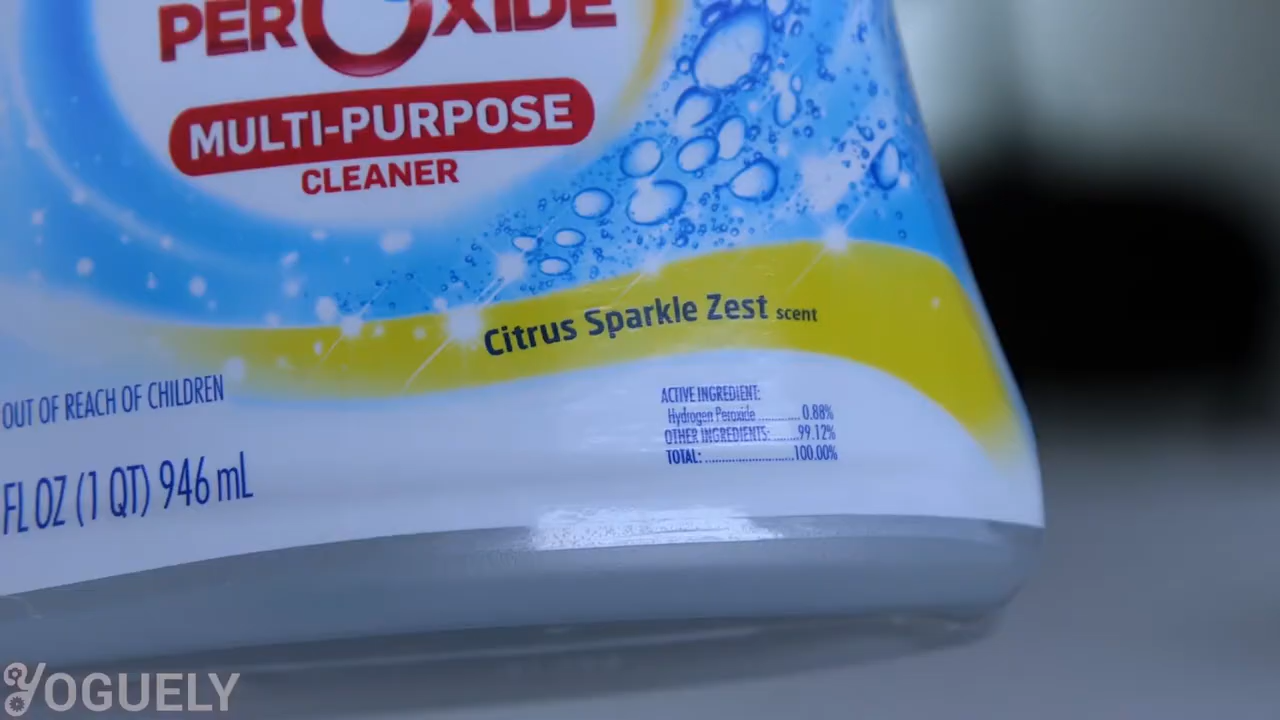 PEROXIDE
MULTI-PURPOSE
CLEANER
Citrus Sparkle Zest scent
OUT OF REACH OF CHILDREN
ACTIVE INGREDIENT:
Hydrogen Peroxide ............ 0.88%
OTHER INGREDIENTS: .......99.12%
TOTAL: .........................100.00%
FL OZ (1 QT) 946 mL
YOGUELY